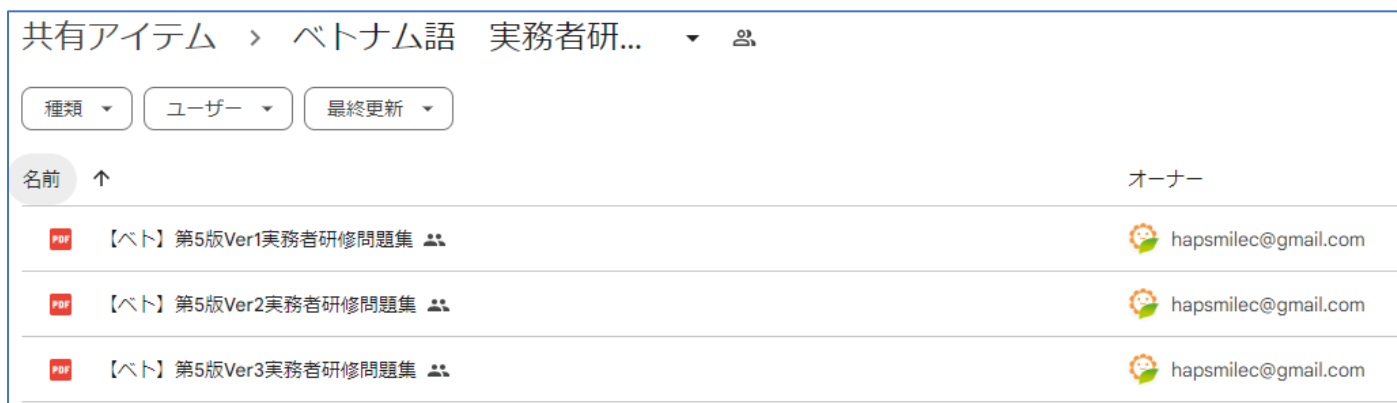 共有アイテム > ベトナム語　実務者研...
種類 ユーザー 最終更新
名前 オーナー
PDF 【ベト】第5版Ver1実務者研修問題集 hapsmilec@gmail.com
PDF 【ベト】第5版Ver2実務者研修問題集 hapsmilec@gmail.com
PDF 【ベト】第5版Ver3実務者研修問題集 hapsmilec@gmail.com